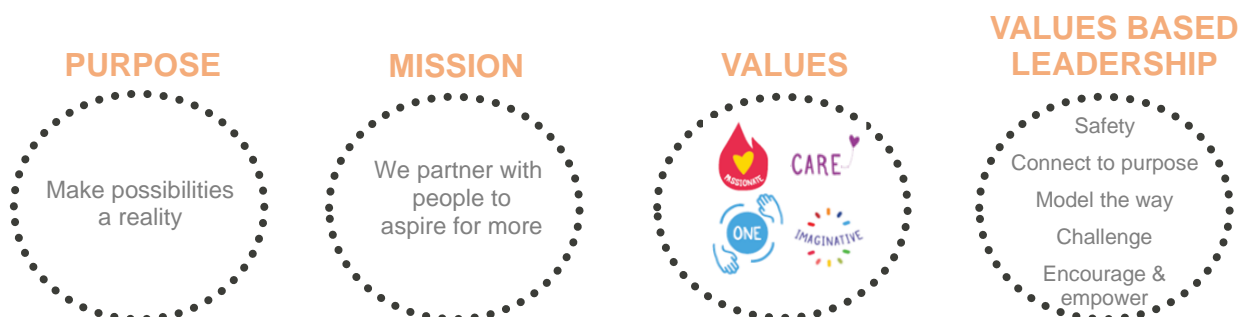 PURPOSE
Make possibilities
a reality
MISSION
We partner with
people to
aspire for more
VALUES
PASSIONATE
CARE
ONE
IMAGINATIVE
VALUES BASED
LEADERSHIP
Safety
Connect to purpose
Model the way
Challenge
Encourage &
empower